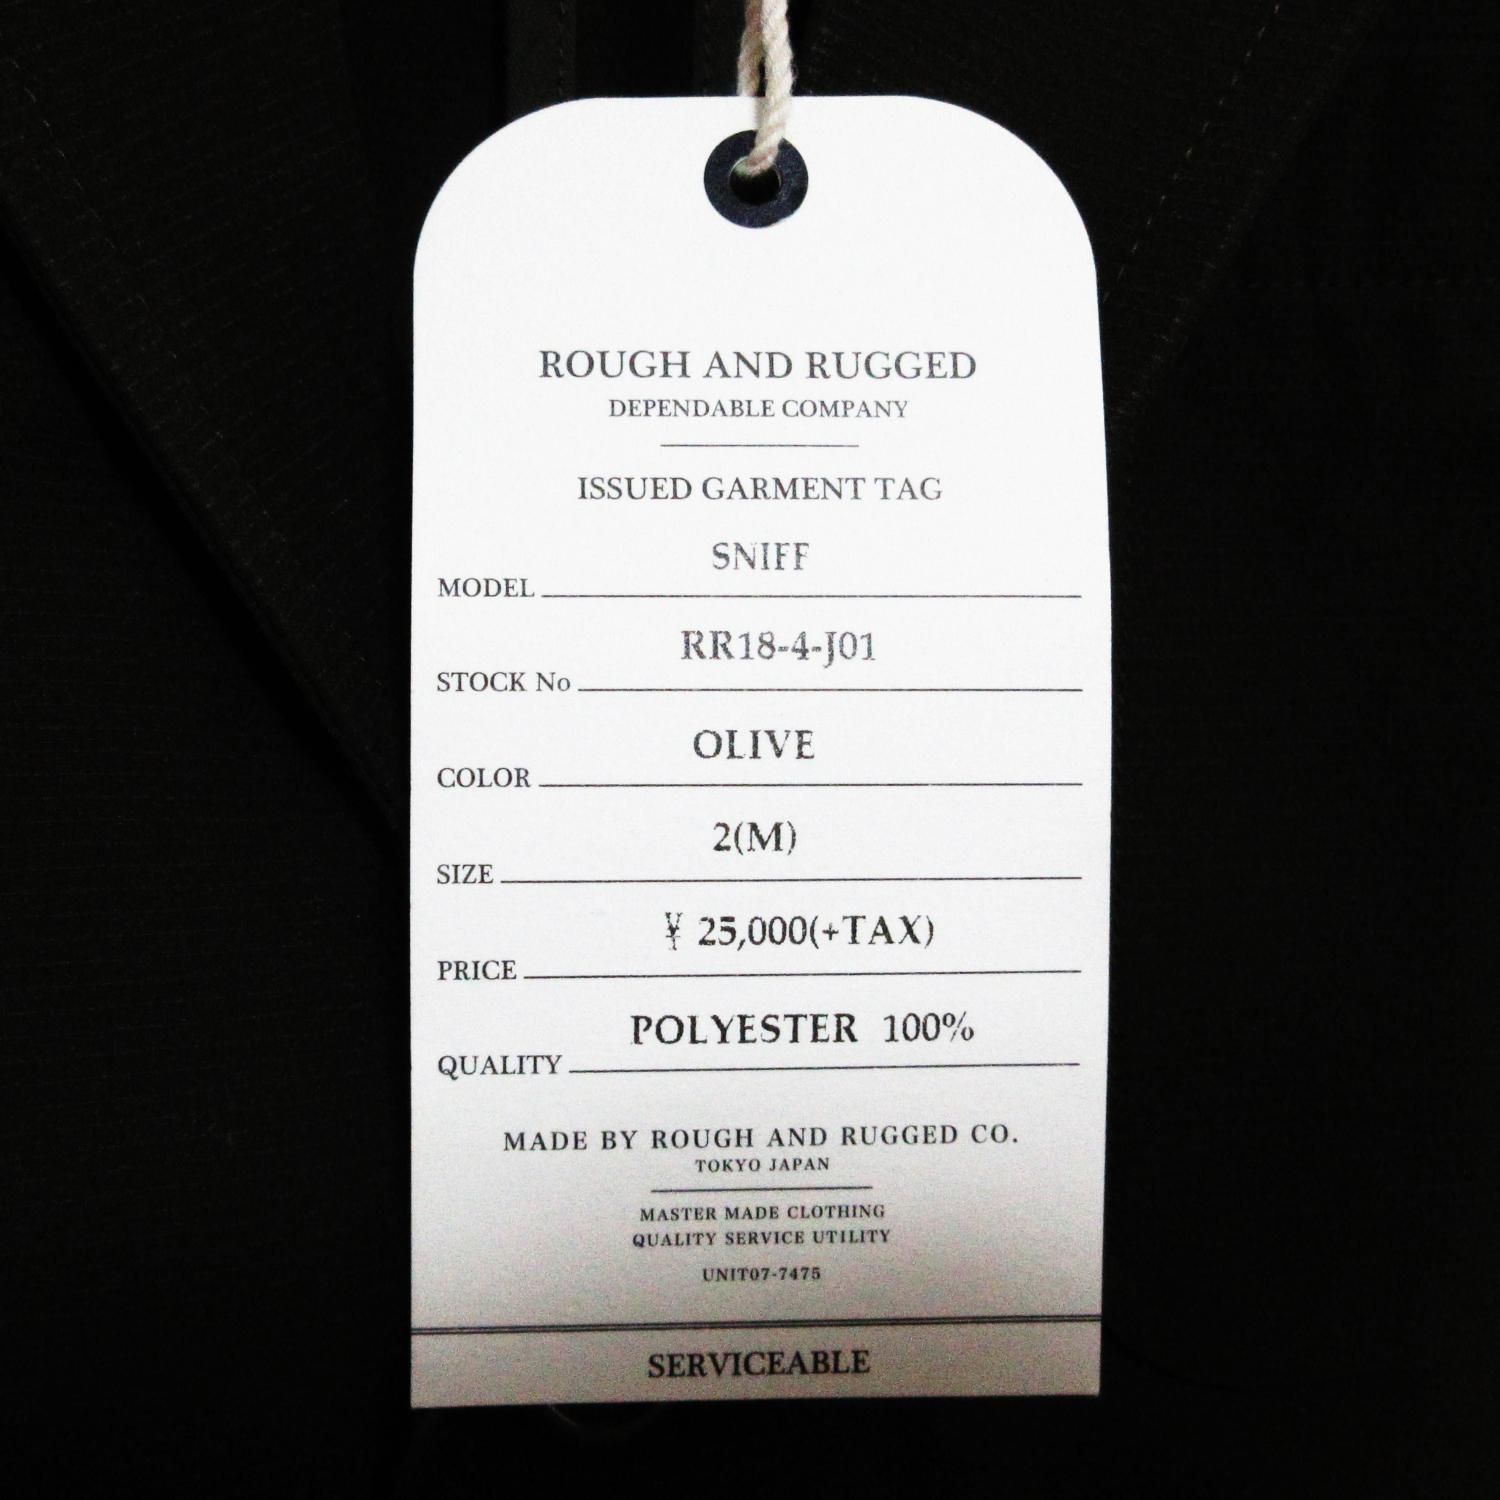 ROUGH AND RUGGED
DEPENDABLE COMPANY
ISSUED GARMENT TAG
MODEL SNIFF
STOCK No RR18-4-J01
COLOR OLIVE
SIZE 2(M)
PRICE ¥ 25,000(+TAX)
QUALITY POLYESTER 100%
MADE BY ROUGH AND RUGGED CO.
TOKYO JAPAN
MASTER MADE CLOTHING
QUALITY SERVICE UTILITY
UNIT07-7475
SERVICEABLE